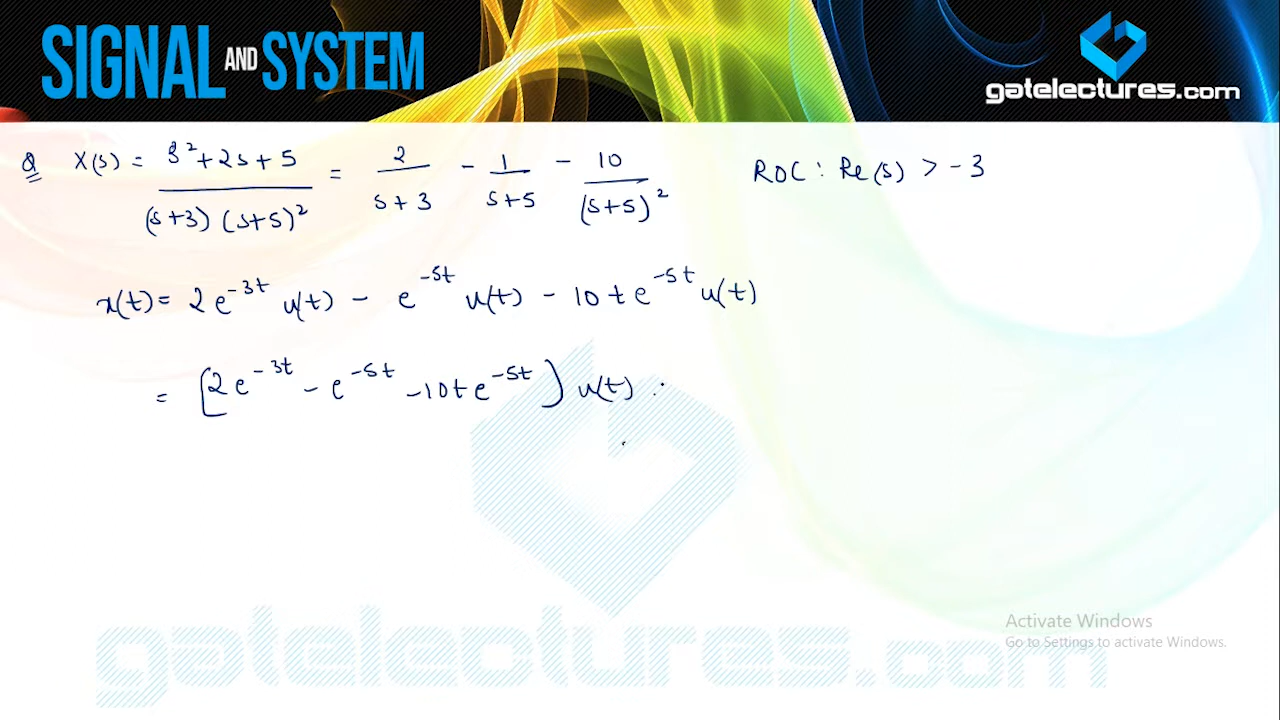 SIGNAL AND SYSTEM
gatelectures.com
Q X(s) = s²+2s+5 / (s+3)(s+5)² = 2/(s+3) - 1/(s+5) - 10/(s+5)² ROC : Re(s) > -3
x(t) = 2e^{-3t} u(t) - e^{-5t} u(t) - 10te^{-5t} u(t)
= [2e^{-3t} - e^{-5t} - 10te^{-5t}) u(t) :
gatelectures.com
Activate Windows
Go to Settings to activate Windows.